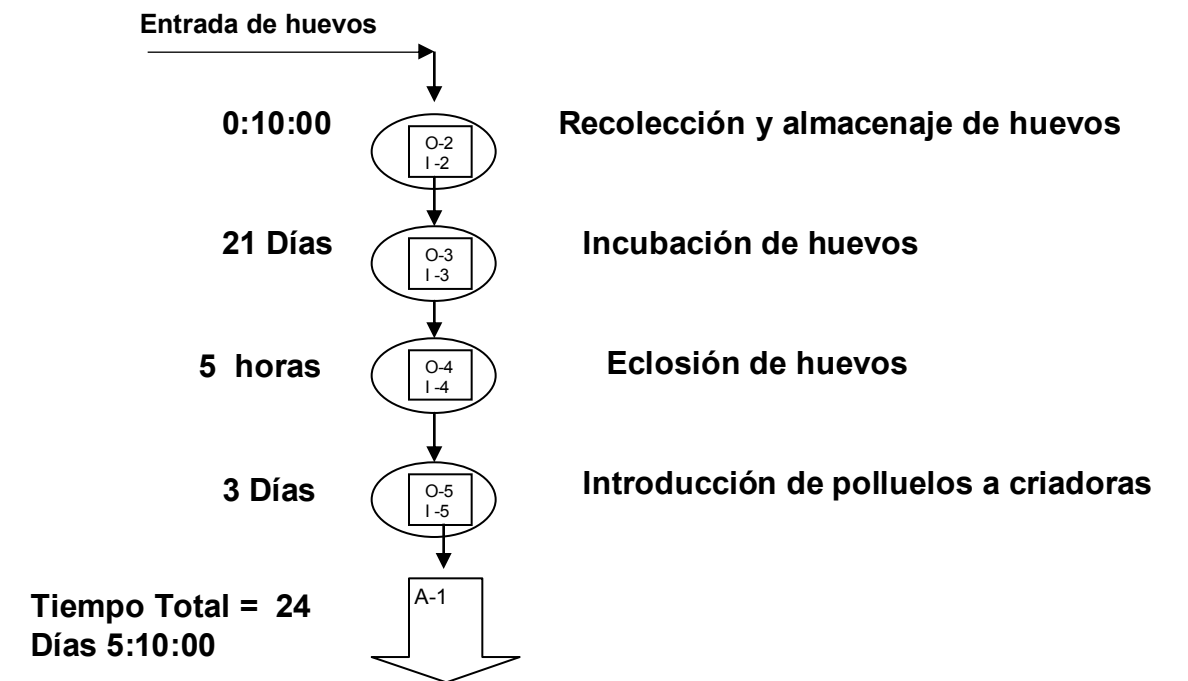 Entrada de huevos
0:10:00
O-2
I -2
Recolección y almacenaje de huevos
21 Días
O-3
I -3
Incubación de huevos
5 horas
O-4
I -4
Eclosión de huevos
3 Días
O-5
I -5
Introducción de polluelos a criadoras
A-1
Tiempo Total = 24
Días 5:10:00